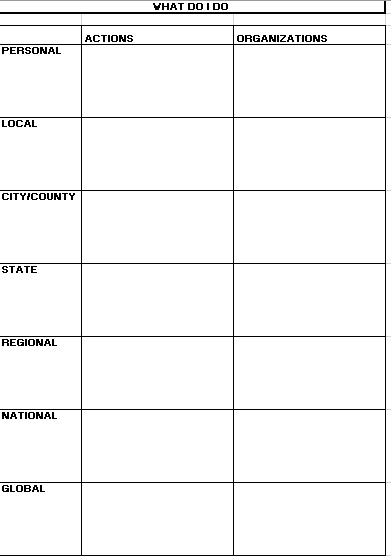 WHAT DO I DO
ACTIONS ORGANIZATIONS
PERSONAL
LOCAL
CITY/COUNTY
STATE
REGIONAL
NATIONAL
GLOBAL